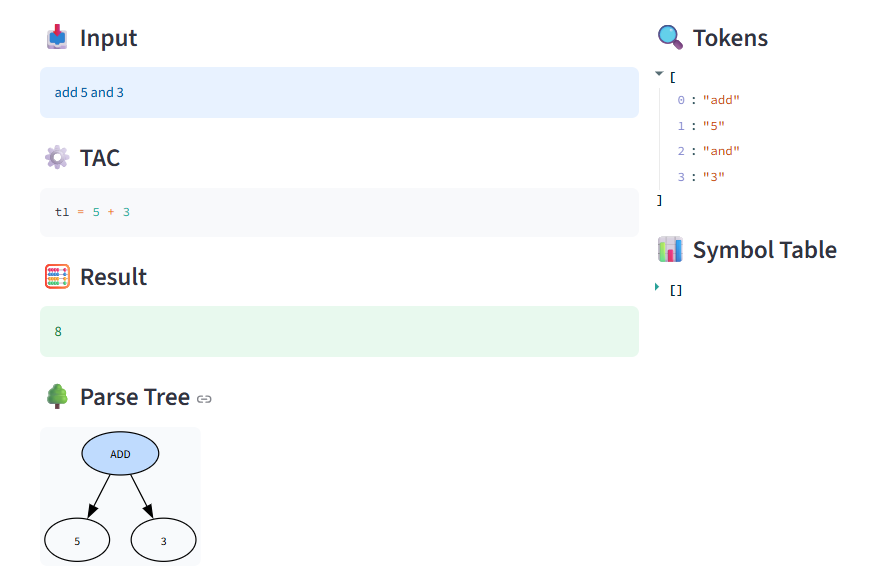 Input
add 5 and 3
TAC
t1 = 5 + 3
Result
8
Parse Tree
ADD
5 3
Tokens
[
0 : "add"
1 : "5"
2 : "and"
3 : "3"
]
Symbol Table
[]